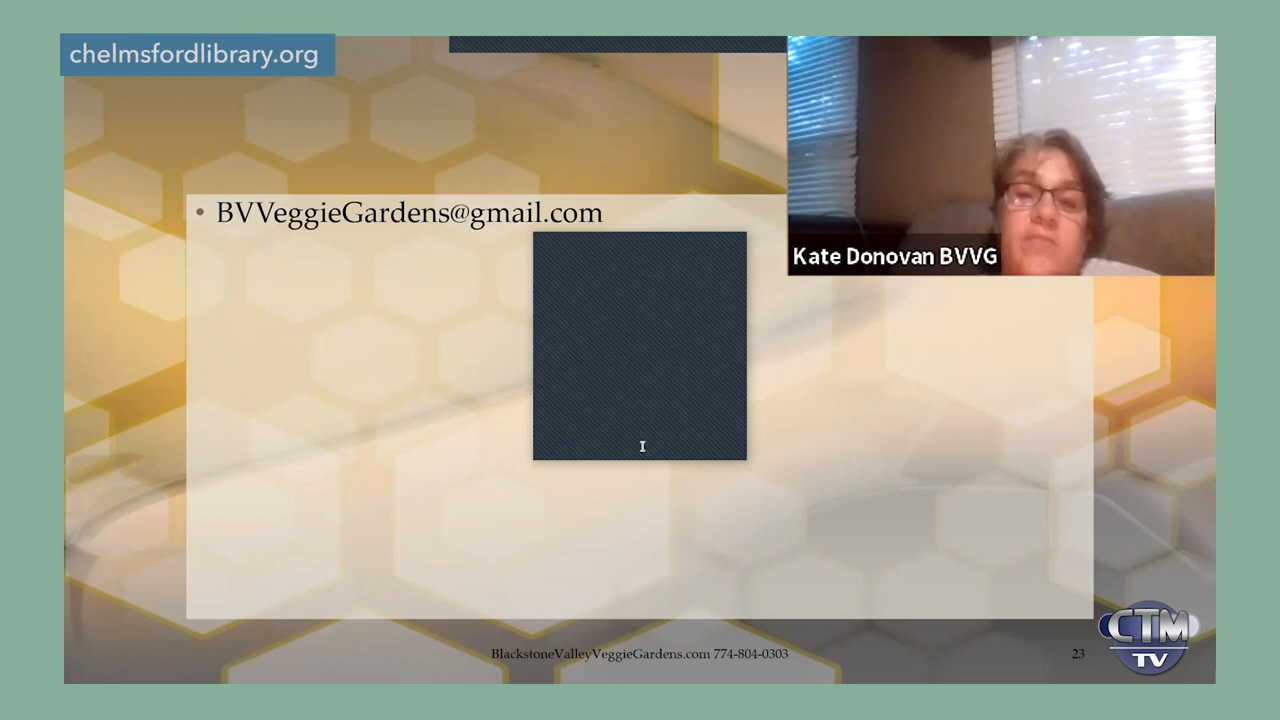 chelmsfordlibrary.org
• BVVeggieGardens@gmail.com
Kate Donovan BVVG
BlackstoneValleyVeggieGardens.com 774-804-0303
23
CTM
TV